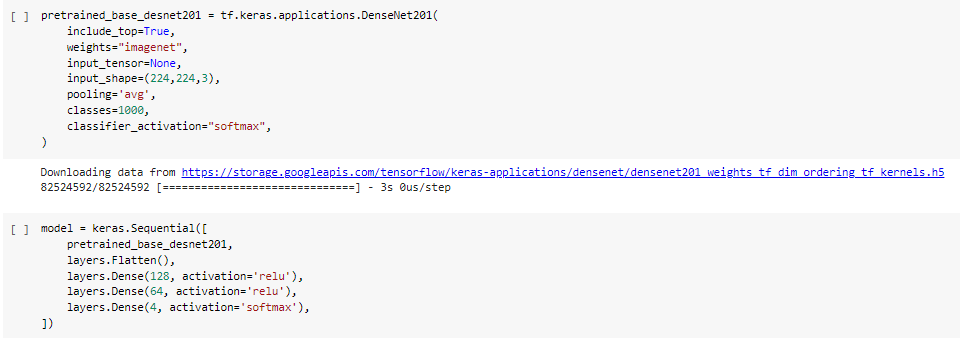 [ ] pretrained_base_desnet201 = tf.keras.applications.DenseNet201(
include_top=True,
weights="imagenet",
input_tensor=None,
input_shape=(224,224,3),
pooling='avg',
classes=1000,
classifier_activation="softmax",
)
Downloading data from https://storage.googleapis.com/tensorflow/keras-applications/densenet/densenet201_weights_tf_dim_ordering_tf_kernels.h5
82524592/82524592 [==============================] - 3s 0us/step
[ ] model = keras.Sequential([
pretrained_base_desnet201,
layers.Flatten(),
layers.Dense(128, activation='relu'),
layers.Dense(64, activation='relu'),
layers.Dense(4, activation='softmax'),
])